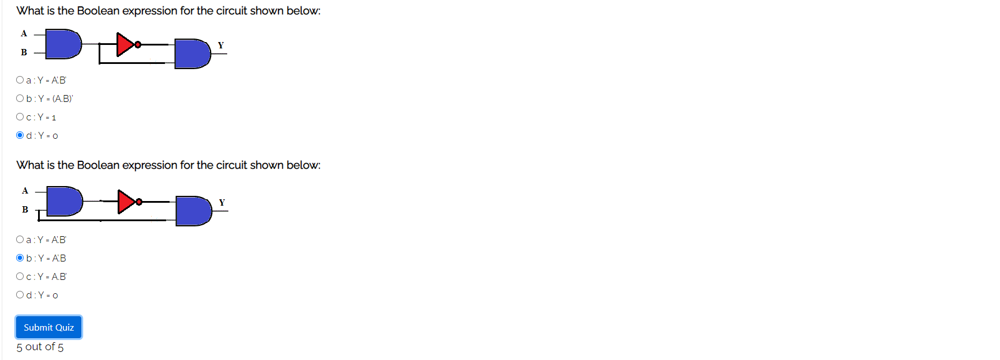 What is the Boolean expression for the circuit shown below:
A
B
Y
a : Y = A'.B'
b : Y = (A.B)'
c : Y = 1
d : Y = 0
What is the Boolean expression for the circuit shown below:
A
B
Y
a : Y = A'.B'
b : Y = A'.B
c : Y = A.B'
d : Y = 0
Submit Quiz
5 out of 5